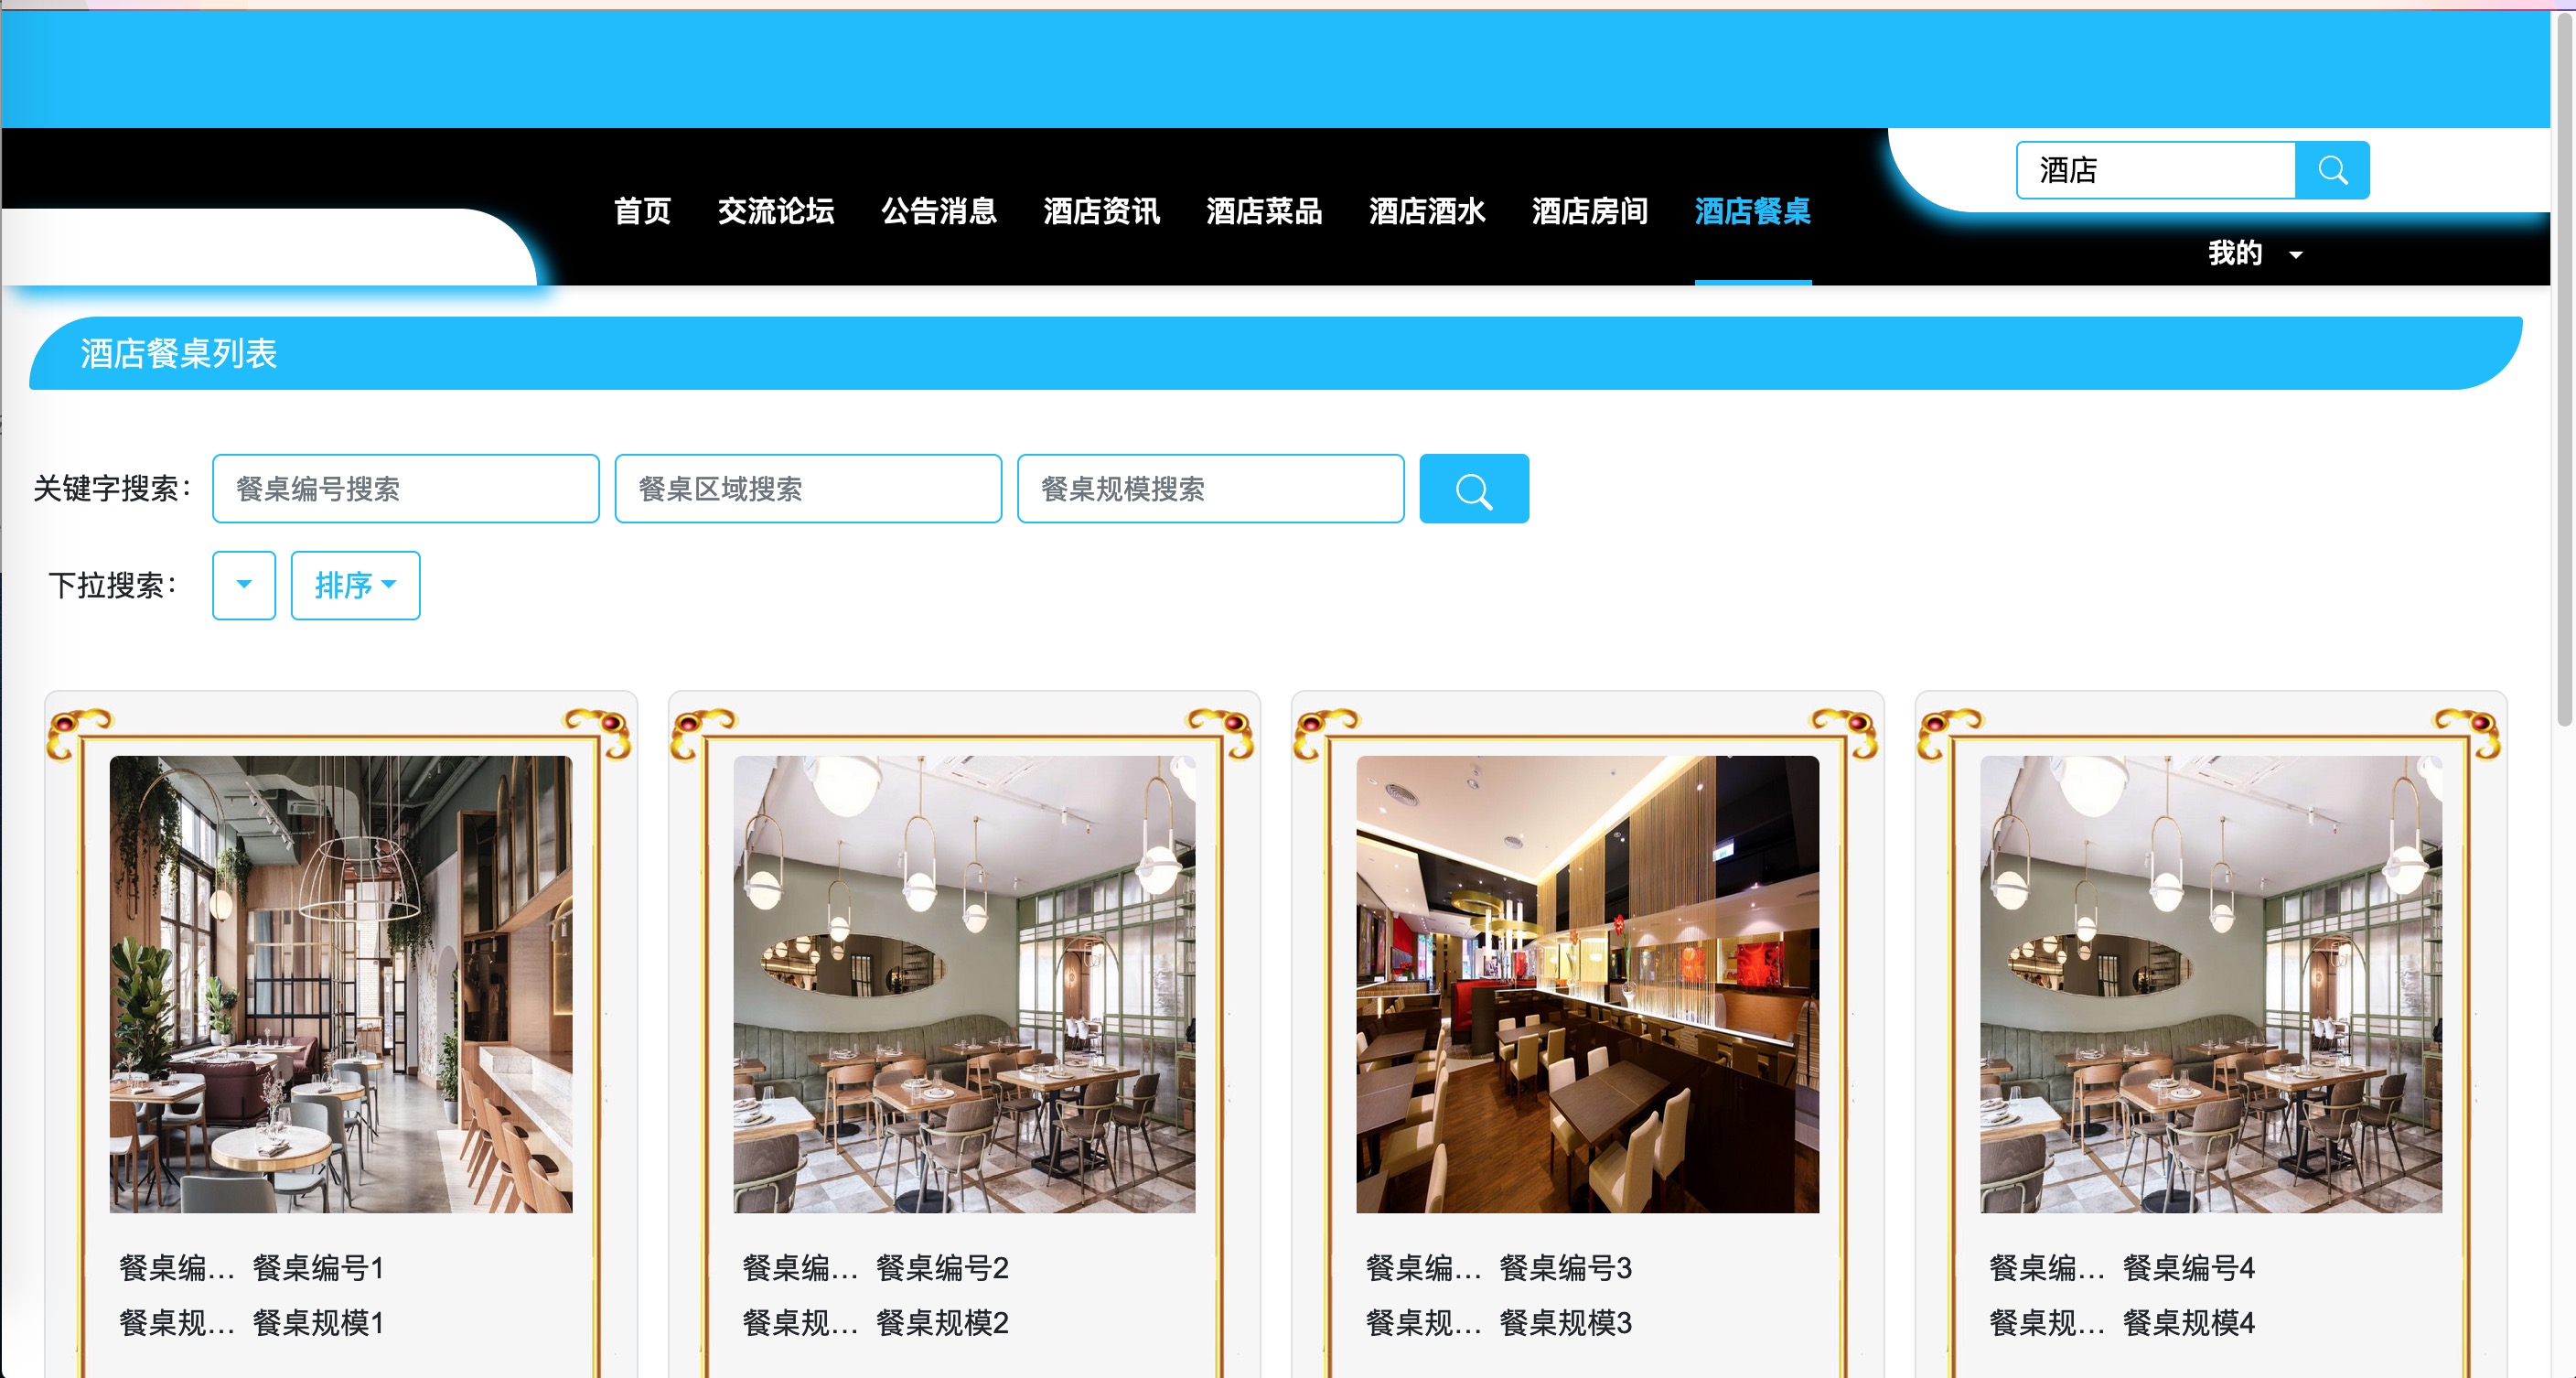 酒店
首页 交流论坛 公告消息 酒店资讯 酒店菜品 酒店酒水 酒店房间 酒店餐桌
我的
酒店餐桌列表
关键字搜索： 餐桌编号搜索 餐桌区域搜索 餐桌规模搜索
下拉搜索： 排序
餐桌编... 餐桌编号1 餐桌编... 餐桌编号2 餐桌编... 餐桌编号3 餐桌编... 餐桌编号4
餐桌规... 餐桌规模1 餐桌规... 餐桌规模2 餐桌规... 餐桌规模3 餐桌规... 餐桌规模4